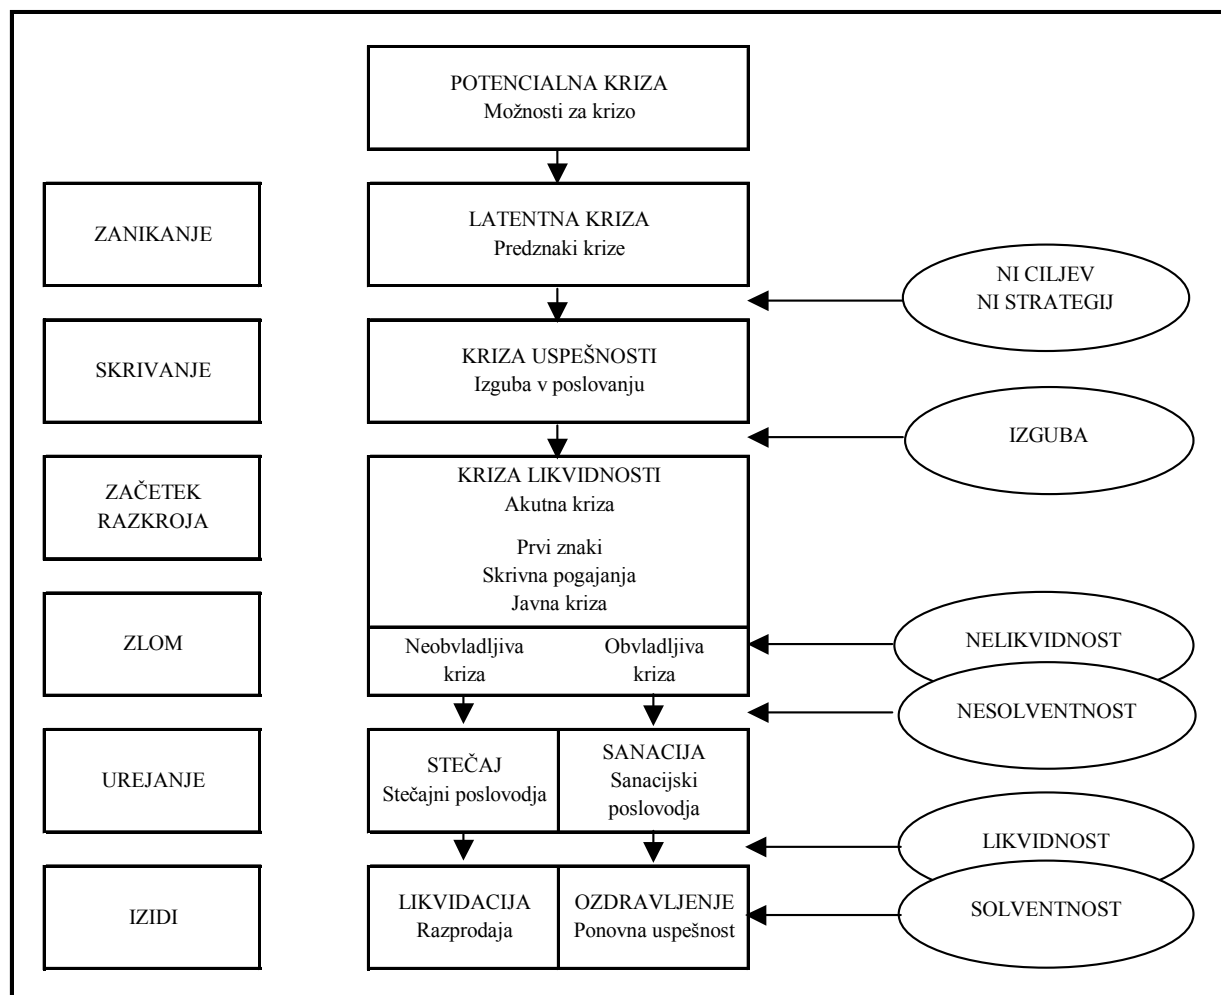 POTENCIALNA KRIZA
Možnosti za krizo
ZANIKANJE
LATENTNA KRIZA
Predznaki krize
NI CILJEV
NI STRATEGIJ
SKRIVANJE
KRIZA USPEŠNOSTI
Izguba v poslovanju
IZGUBA
ZAČETEK
RAZKROJA
KRIZA LIKVIDNOSTI
Akutna kriza
Prvi znaki
Skrivna pogajanja
Javna kriza
ZLOM
Neobvladljiva
kriza
Obvladljiva
kriza
NELIKVIDNOST
NESOLVENTNOST
UREJANJE
STEČAJ
Stečajni poslovodja
SANACIJA
Sanacijski
poslovodja
LIKVIDNOST
IZIDI
LIKVIDACIJA
Razprodaja
OZDRAVLJENJE
Ponovna uspešnost
SOLVENTNOST